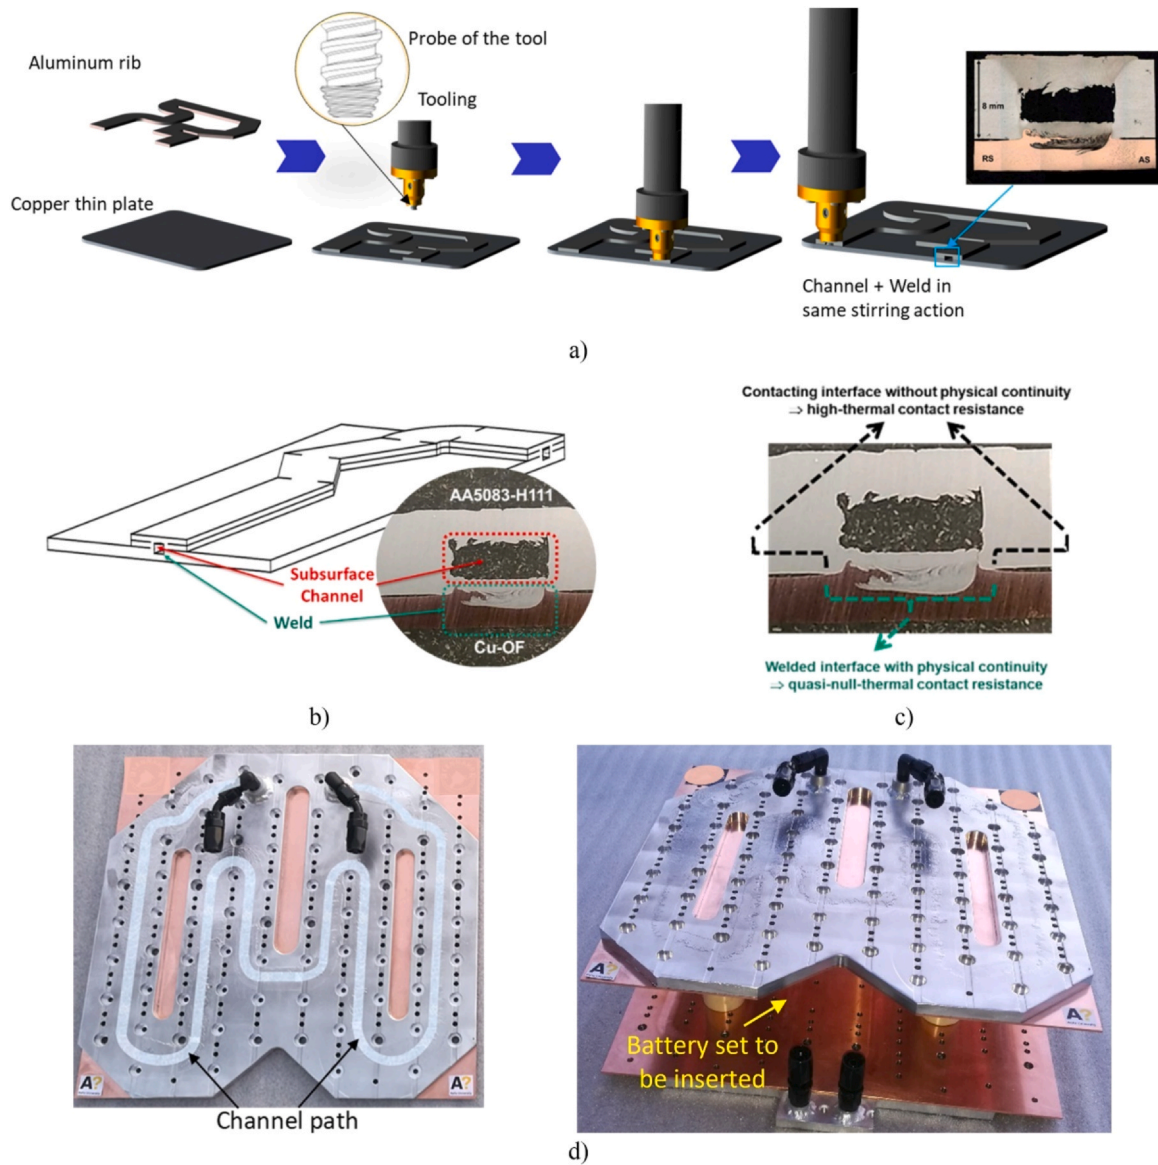 Aluminum rib
Copper thin plate
Probe of the tool
Tooling
8 mm
RS
AS
Channel + Weld in
same stirring action
a)
AA5083-H111
Subsurface
Channel
Weld
Cu-OF
b)
Contacting interface without physical continuity
⇒ high-thermal contact resistance
Welded interface with physical continuity
⇒ quasi-null-thermal contact resistance
c)
A?
A?
Channel path
A?
A?
Battery set to
be inserted
d)